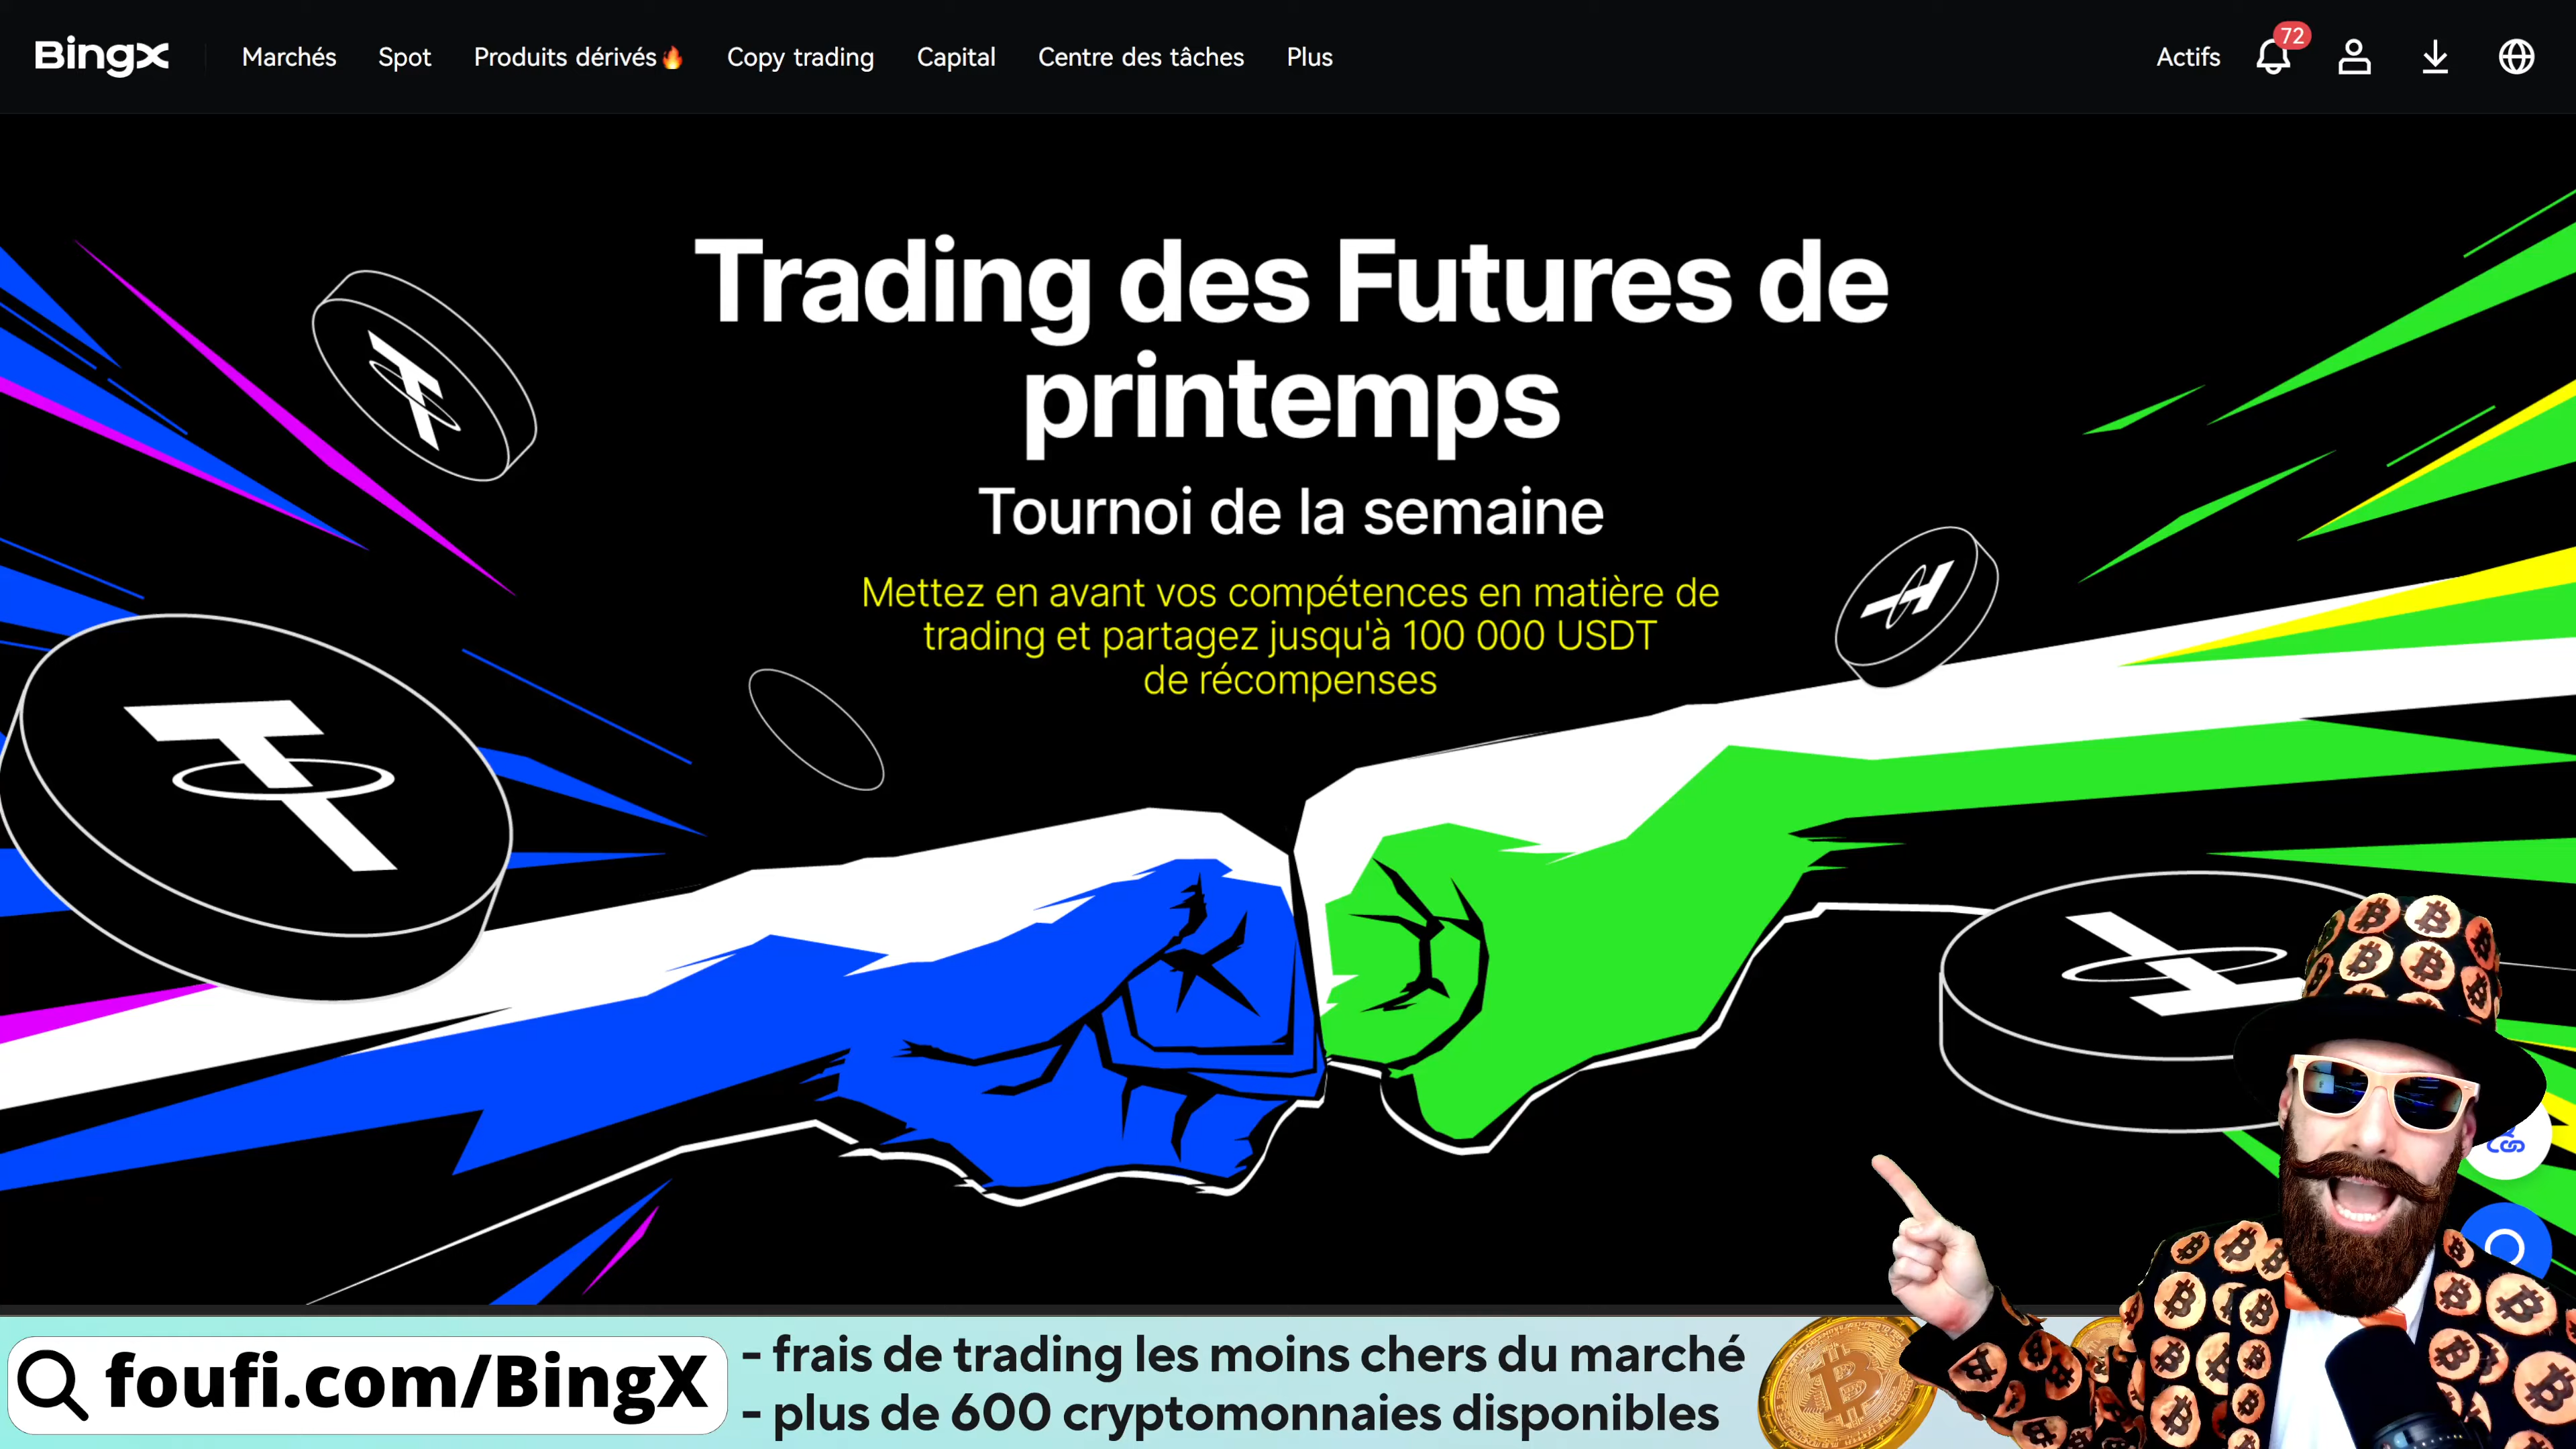 BingX
Marchés Spot Produits dérivés🔥 Copy trading Capital Centre des tâches Plus
Actifs 72
Trading des Futures de
printemps
Tournoi de la semaine
Mettez en avant vos compétences en matière de
trading et partagez jusqu'à 100 000 USDT
de récompenses
foufi.com/BingX
- frais de trading les moins chers du marché
- plus de 600 cryptomonnaies disponibles